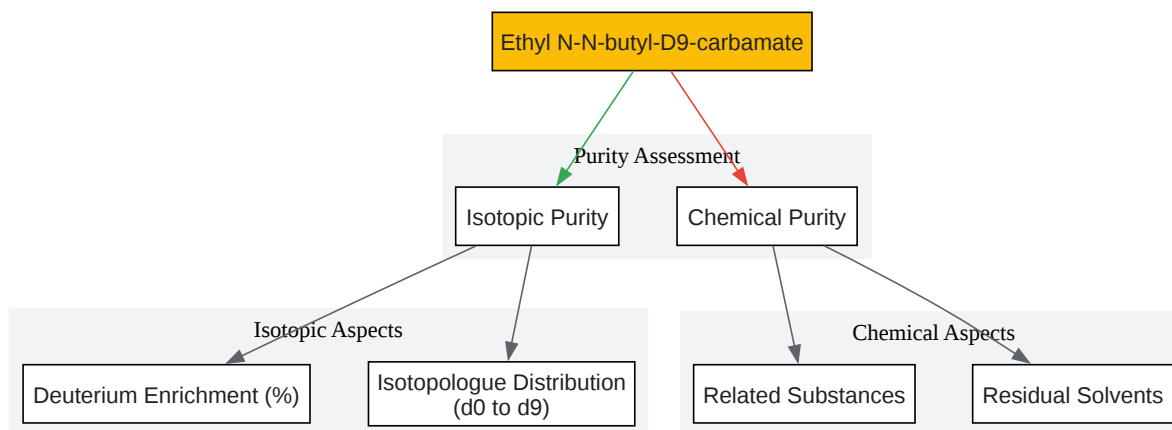 Ethyl N-N-butyl-D9-carbamate
Purity Assessment
Isotopic Purity
Chemical Purity
Isotopic Aspects
Chemical Aspects
Deuterium Enrichment (%)
Isotopologue Distribution
(d0 to d9)
Related Substances
Residual Solvents